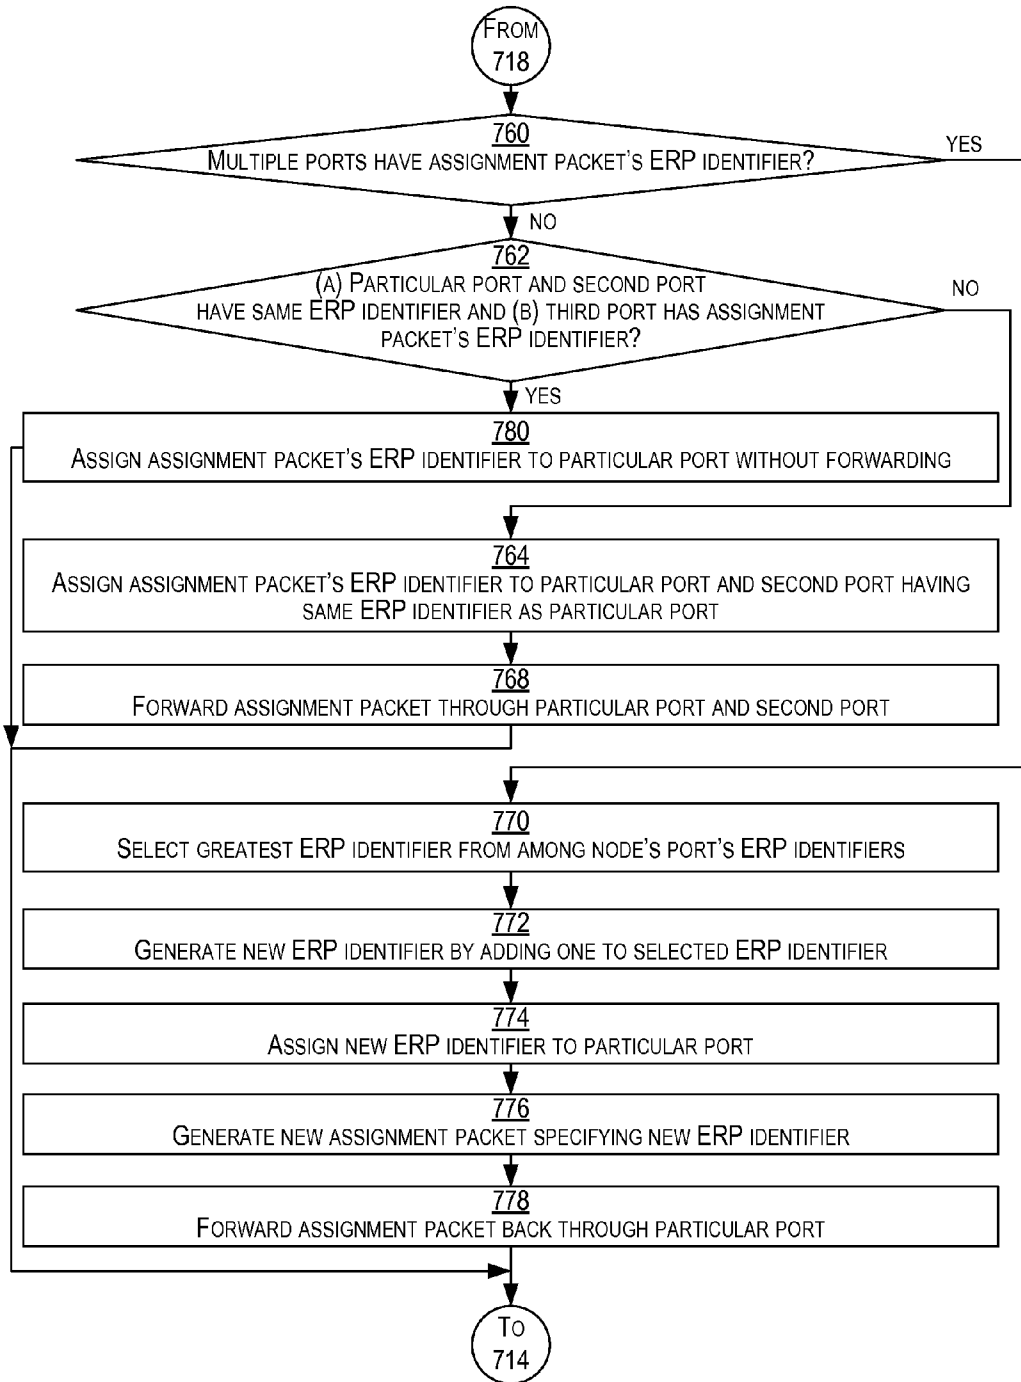 FROM
718
760
MULTIPLE PORTS HAVE ASSIGNMENT PACKET'S ERP IDENTIFIER?
YES
NO
762
(A) PARTICULAR PORT AND SECOND PORT
HAVE SAME ERP IDENTIFIER AND (B) THIRD PORT HAS ASSIGNMENT
PACKET'S ERP IDENTIFIER?
NO
YES
780
ASSIGN ASSIGNMENT PACKET'S ERP IDENTIFIER TO PARTICULAR PORT WITHOUT FORWARDING
764
ASSIGN ASSIGNMENT PACKET'S ERP IDENTIFIER TO PARTICULAR PORT AND SECOND PORT HAVING
SAME ERP IDENTIFIER AS PARTICULAR PORT
768
FORWARD ASSIGNMENT PACKET THROUGH PARTICULAR PORT AND SECOND PORT
770
SELECT GREATEST ERP IDENTIFIER FROM AMONG NODE'S PORT'S ERP IDENTIFIERS
772
GENERATE NEW ERP IDENTIFIER BY ADDING ONE TO SELECTED ERP IDENTIFIER
774
ASSIGN NEW ERP IDENTIFIER TO PARTICULAR PORT
776
GENERATE NEW ASSIGNMENT PACKET SPECIFYING NEW ERP IDENTIFIER
778
FORWARD ASSIGNMENT PACKET BACK THROUGH PARTICULAR PORT
TO
714